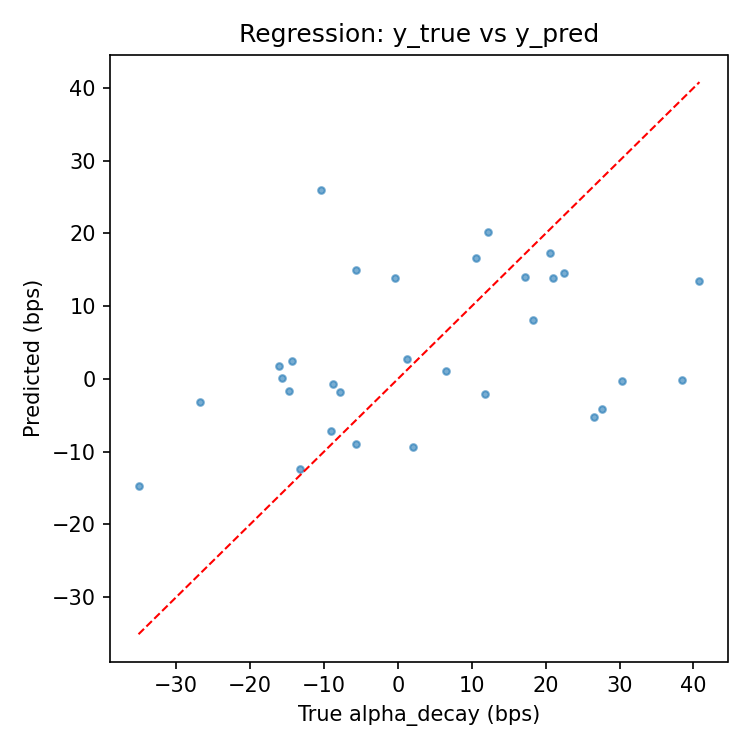 Regression: y_true vs y_pred
40
30
20
10
0
−10
−20
−30
Predicted (bps)
−30 −20 −10 0 10 20 30 40
True alpha_decay (bps)